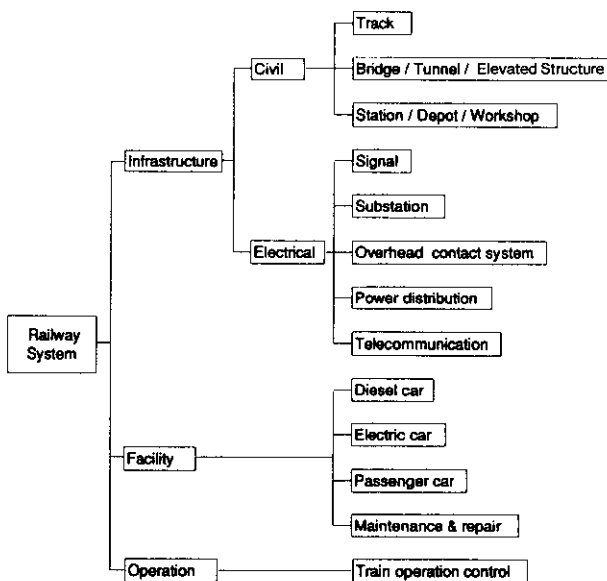 Track
Civil
Bridge / Tunnel / Elevated Structure
Station / Depot / Workshop
Infrastructure
Signal
Substation
Electrical
Overhead contact system
Power distribution
Railway
System
Telecommunication
Diesel car
Electric car
Facility
Passenger car
Maintenance & repair
Operation
Train operation control